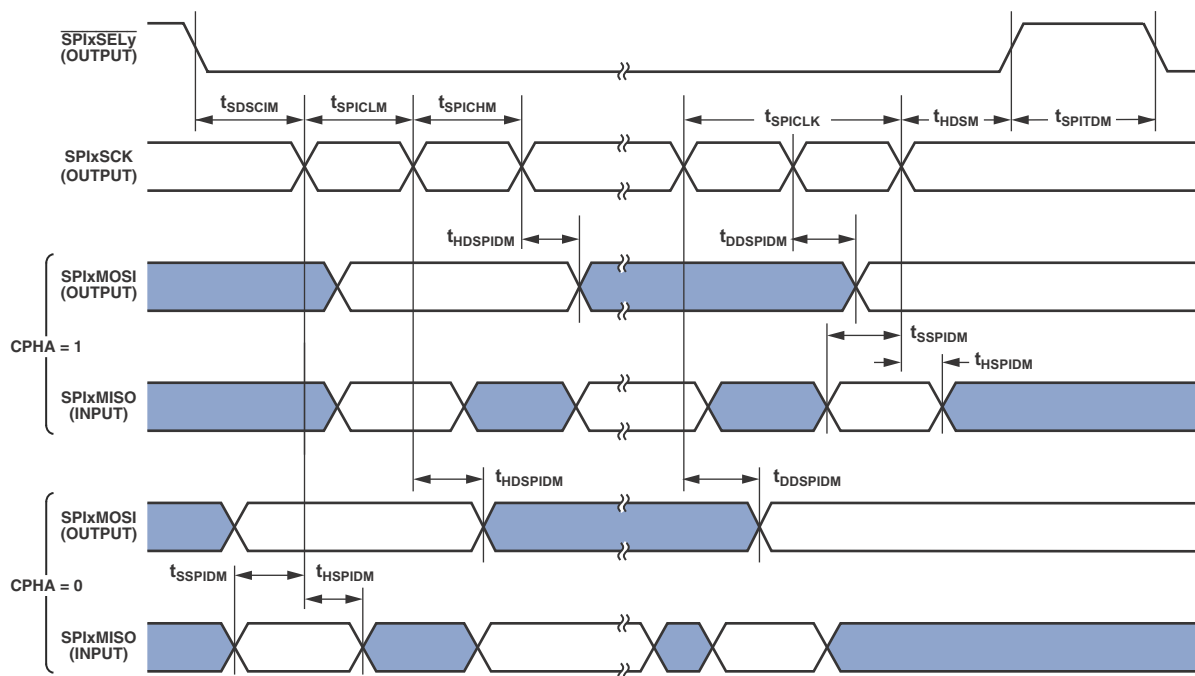 SPIxSELy
(OUTPUT)
tSDSCIM
tSPICLM
tSPICHM
tSPICLK
tHDSM
tSPITDM
SPIxSCK
(OUTPUT)
tHDSPIDM
tDDSPIDM
SPIxMOSI
(OUTPUT)
tSSPIDM
CPHA = 1
tHSPIDM
SPIxMISO
(INPUT)
tHDSPIDM
tDDSPIDM
SPIxMOSI
(OUTPUT)
CPHA = 0
tSSPIDM
tHSPIDM
SPIxMISO
(INPUT)